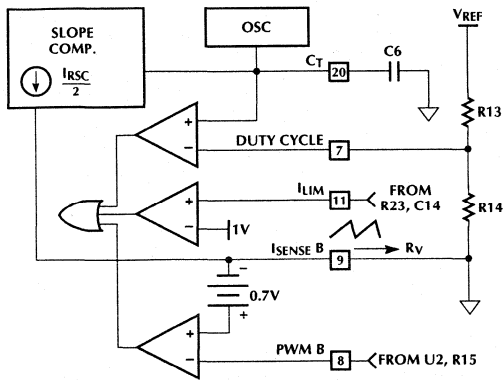 SLOPE
COMP.
I_RSC
2
OSC
V_REF
C_T
20
C6
R13
+
−
DUTY CYCLE
7
I_LIM
11
FROM
R23, C14
R14
+
−
1V
I_SENSE B
9
R_V
−
0.7V
+
+
−
PWM B
8
FROM U2, R15